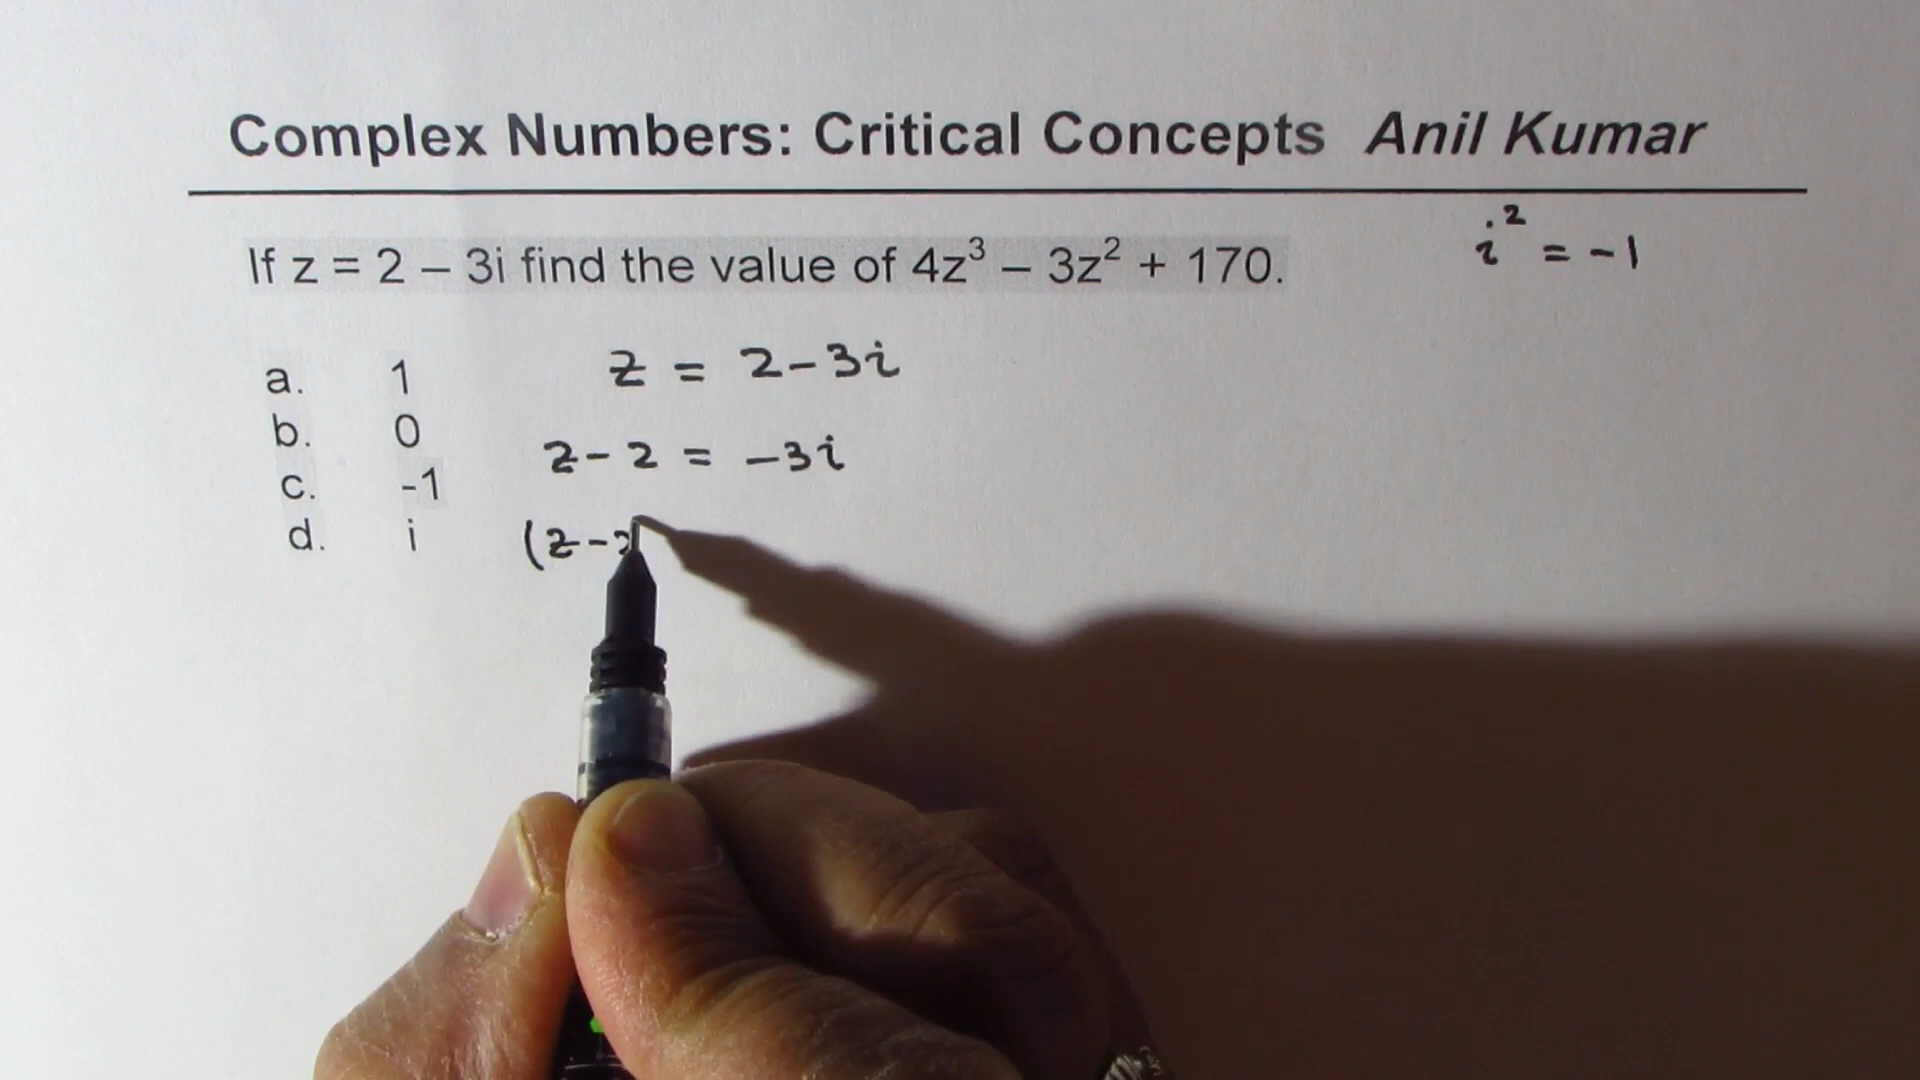 Complex Numbers: Critical Concepts Anil Kumar
If z = 2 – 3i find the value of 4z³ – 3z² + 170.
i² = -1
a. 1
b. 0
c. -1
d. i
z = 2-3i
z-2 = -3i
(z-